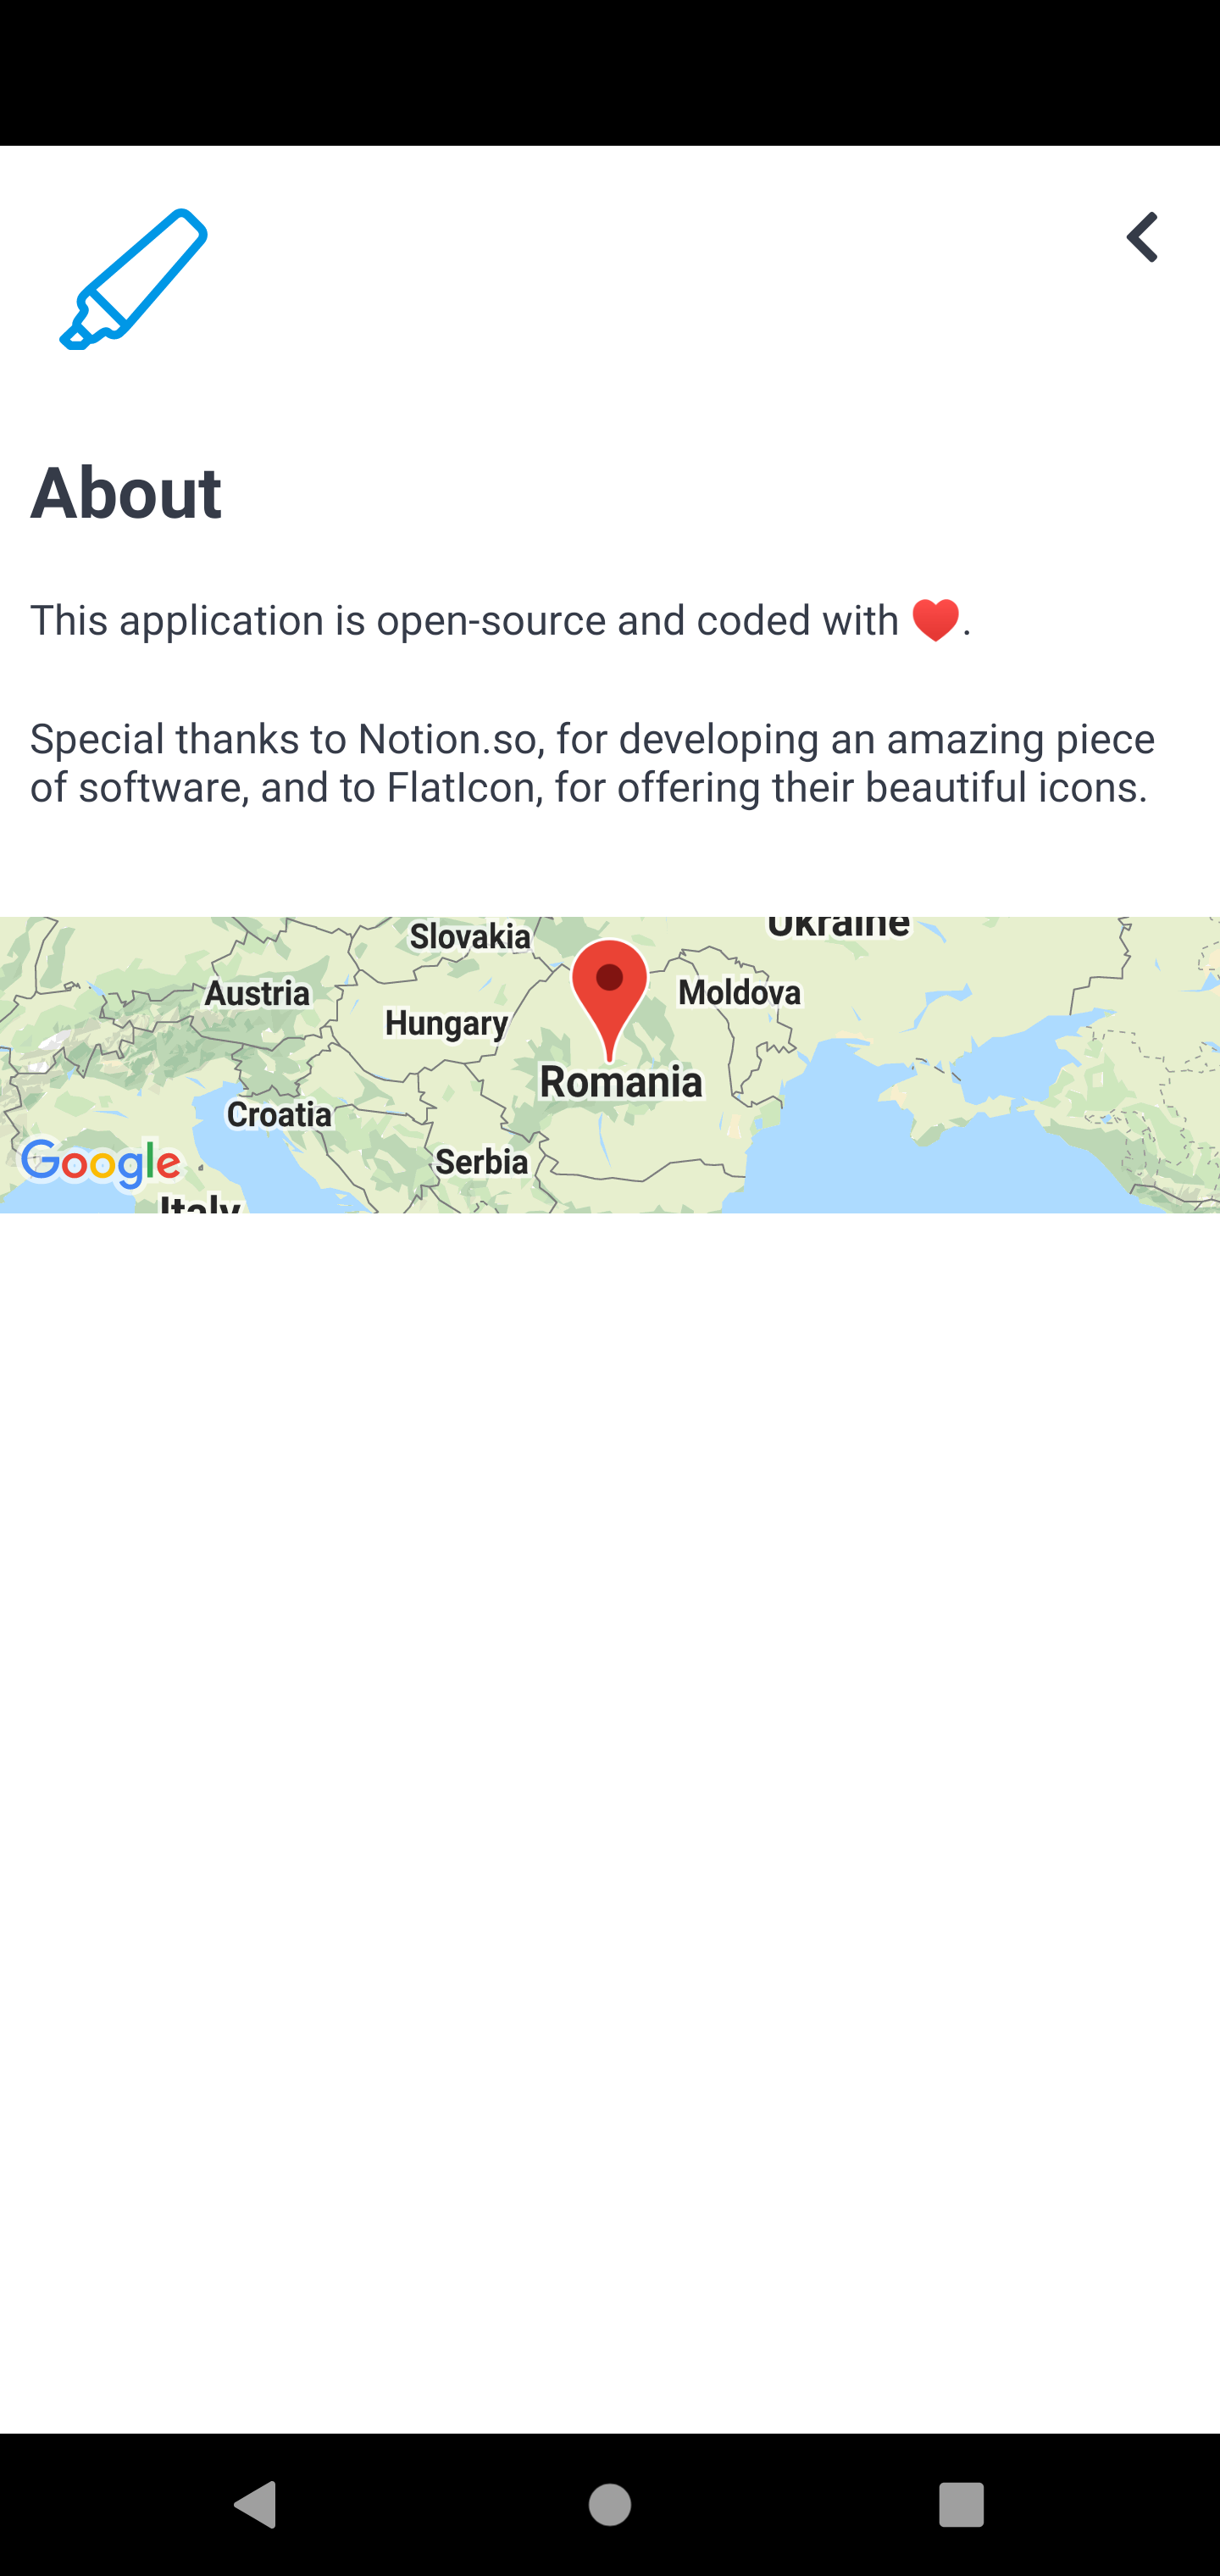 About
This application is open-source and coded with ❤️.
Special thanks to Notion.so, for developing an amazing piece
of software, and to FlatIcon, for offering their beautiful icons.
Ukraine
Slovakia
Austria
Moldova
Hungary
Romania
Croatia
Serbia
Google
Italy